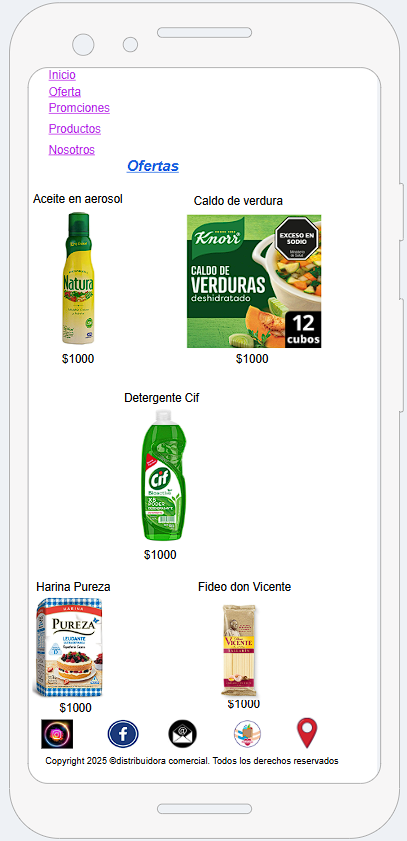 Inicio
Oferta
Promciones
Productos
Nosotros
Ofertas
Aceite en aerosol
Caldo de verdura
Natura
Knorr
EXCESO EN
SODIO
CALDO DE
VERDURAS
deshidratado
12
cubos
$1000
$1000
Detergente Cif
Cif
Bioactive
$1000
Harina Pureza
Fideo don Vicente
HARINA
PUREZA
LEUDANTE
VICENTE
$1000
$1000
Copyright 2025 ©distribuidora comercial. Todos los derechos reservados